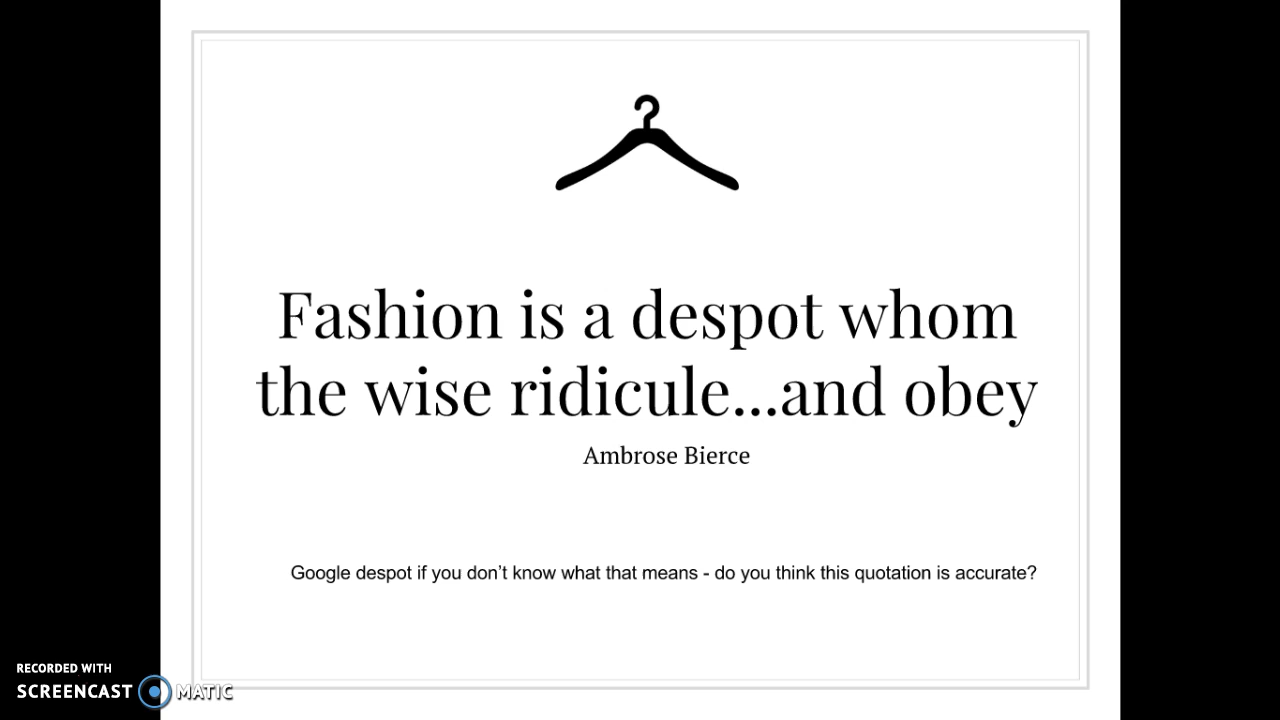 Fashion is a despot whom
the wise ridicule...and obey
Ambrose Bierce
Google despot if you don't know what that means - do you think this quotation is accurate?
RECORDED WITH
SCREENCAST MATIC